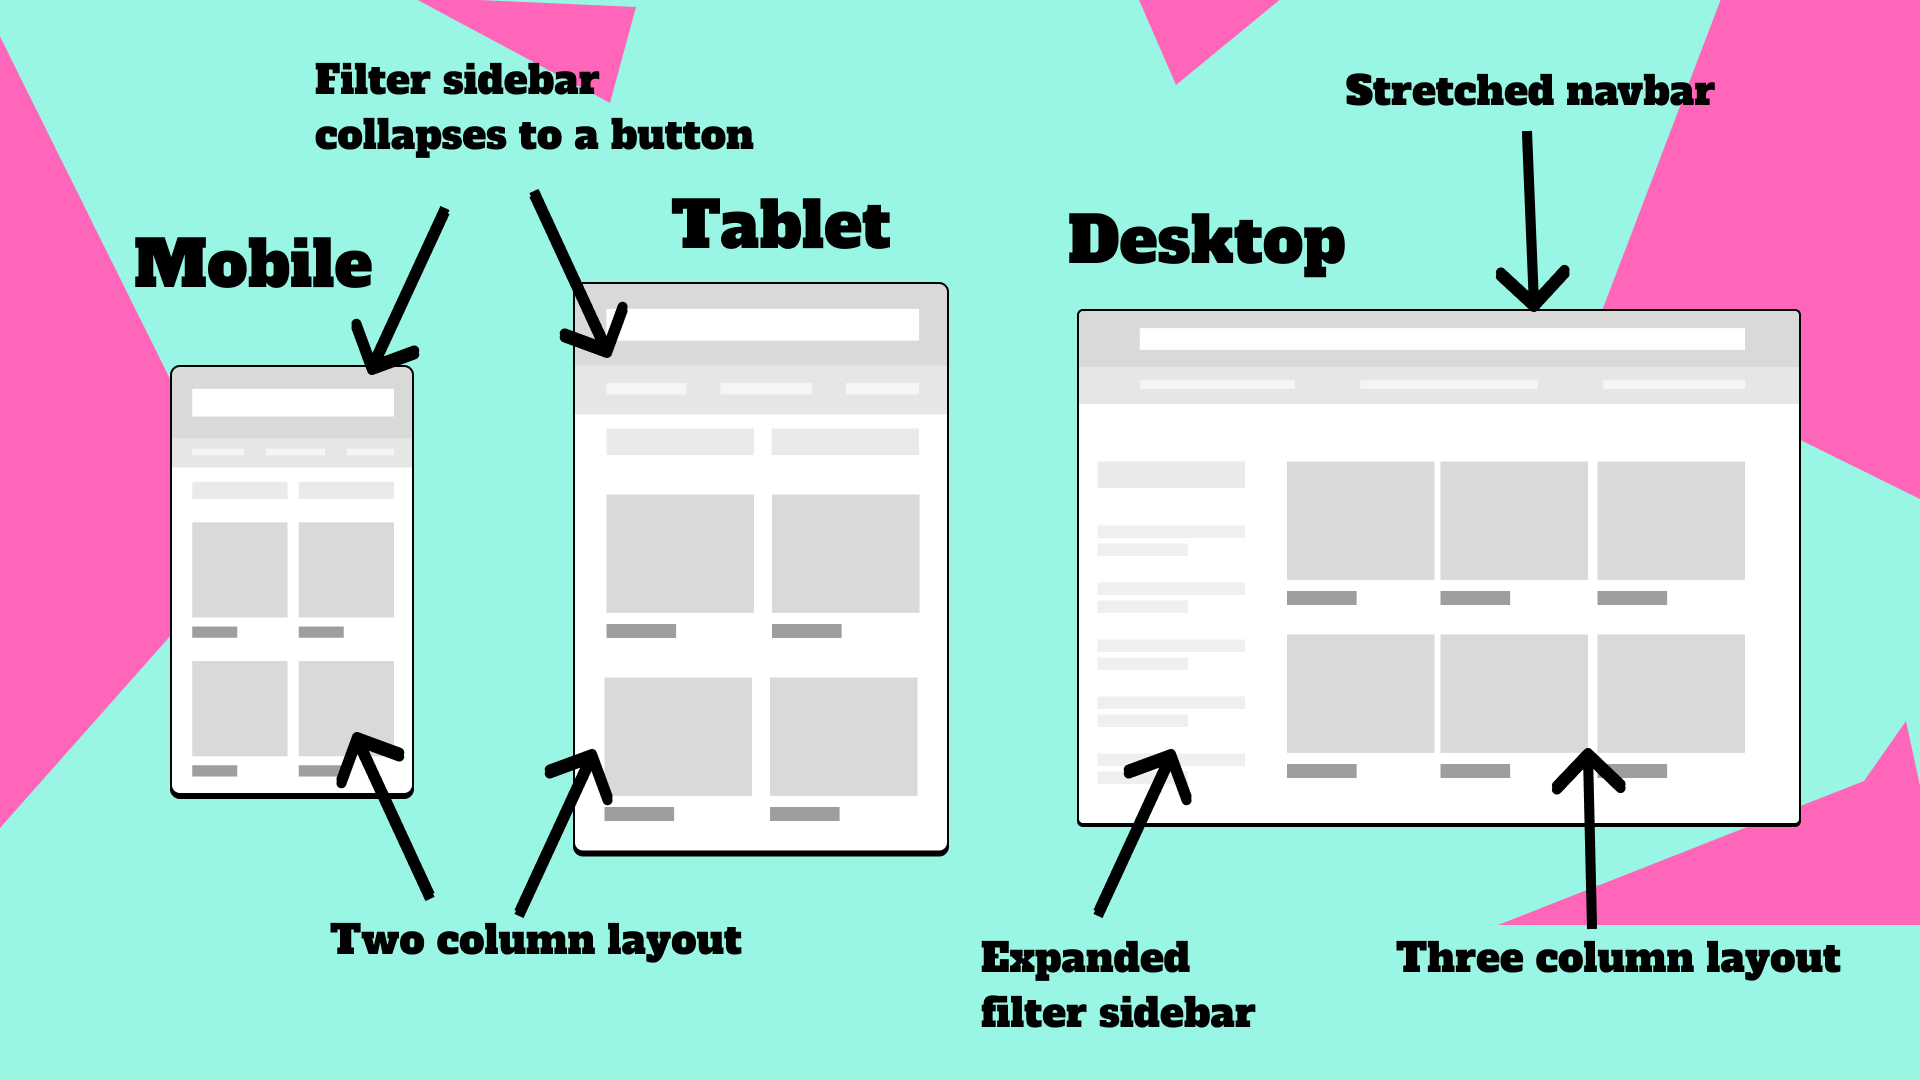 Filter sidebar
collapses to a button
Stretched navbar
Mobile
Tablet
Desktop
Two column layout
Expanded
filter sidebar
Three column layout